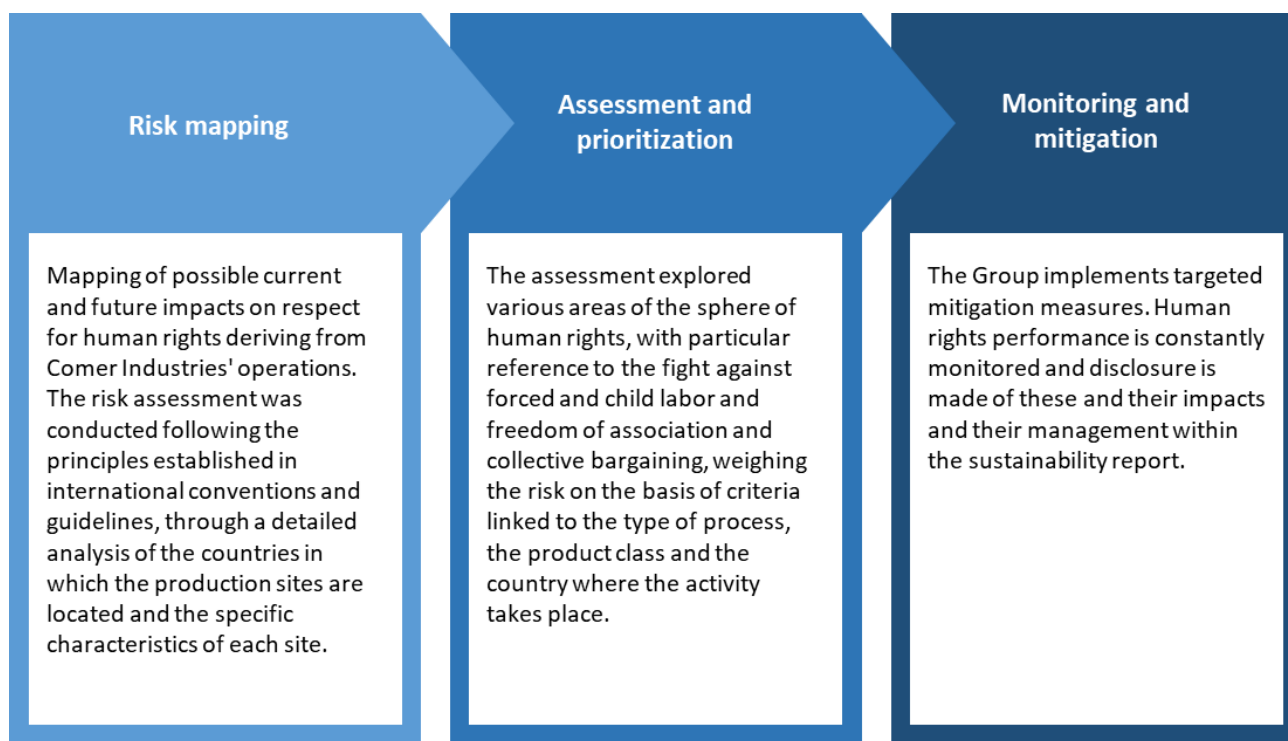 Risk mapping
Mapping of possible current
and future impacts on respect
for human rights deriving from
Comer Industries' operations.
The risk assessment was
conducted following the
principles established in
international conventions and
guidelines, through a detailed
analysis of the countries in
which the production sites are
located and the specific
characteristics of each site.
Assessment and
prioritization
The assessment explored
various areas of the sphere of
human rights, with particular
reference to the fight against
forced and child labor and
freedom of association and
collective bargaining, weighing
the risk on the basis of criteria
linked to the type of process,
the product class and the
country where the activity
takes place.
Monitoring and
mitigation
The Group implements targeted
mitigation measures. Human
rights performance is constantly
monitored and disclosure is
made of these and their impacts
and their management within
the sustainability report.